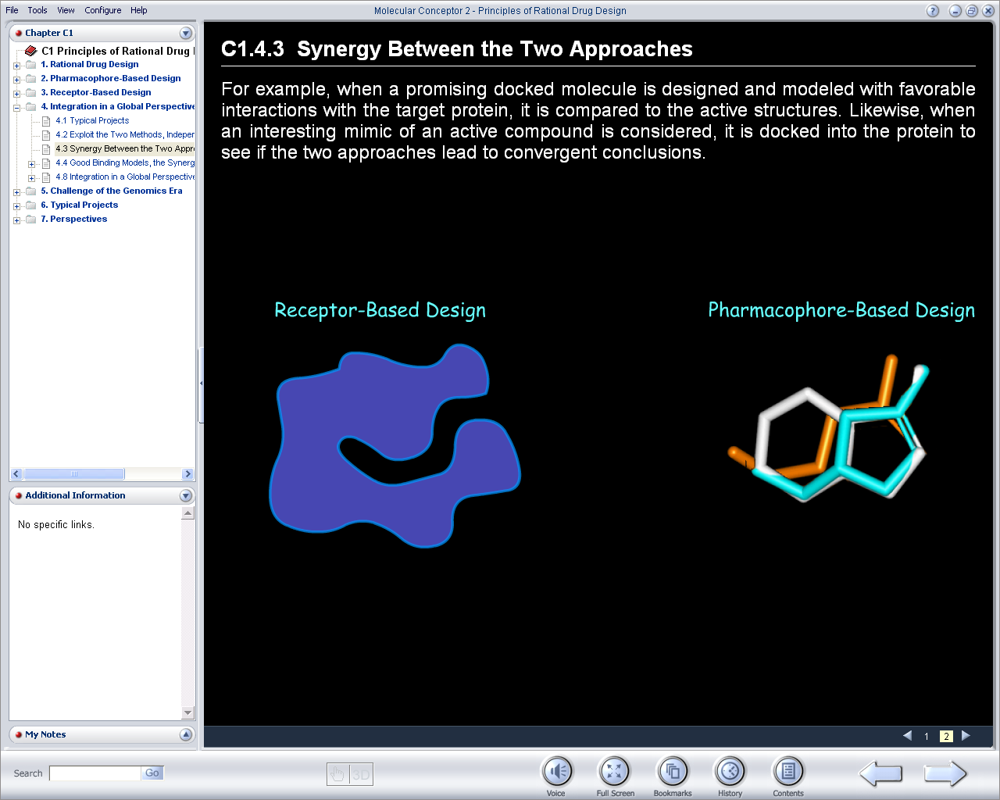 File Tools View Configure Help
Molecular Conceptor 2 - Principles of Rational Drug Design
Chapter C1
C1 Principles of Rational Drug
1. Rational Drug Design
2. Pharmacophore-Based Design
3. Receptor-Based Design
4. Integration in a Global Perspective
4.1 Typical Projects
4.2 Exploit the Two Methods, Indepen
4.3 Synergy Between the Two Appr
4.4 Good Binding Models, the Synerg
4.8 Integration in a Global Perspective
5. Challenge of the Genomics Era
6. Typical Projects
7. Perspectives
Additional Information
No specific links.
My Notes
C1.4.3 Synergy Between the Two Approaches
For example, when a promising docked molecule is designed and modeled with favorable
interactions with the target protein, it is compared to the active structures. Likewise, when
an interesting mimic of an active compound is considered, it is docked into the protein to
see if the two approaches lead to convergent conclusions.
Receptor-Based Design
Pharmacophore-Based Design
1 2
Search
Go
3D
Voice
Full Screen
Bookmarks
History
Contents